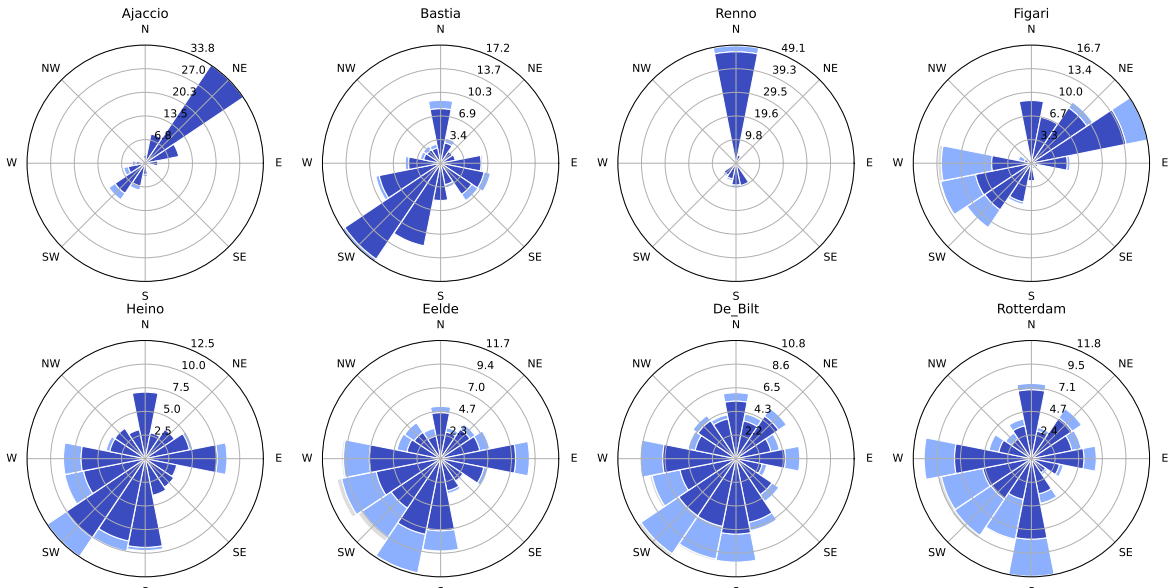 Ajaccio
N
33.8
27.0
20.3
13.5
6.8
NW
NE
W
E
SW
SE
S
Bastia
N
17.2
13.7
10.3
6.9
3.4
NW
NE
W
E
SW
SE
S
Renno
N
49.1
39.3
29.5
19.6
9.8
NW
NE
W
E
SW
SE
S
Figari
N
16.7
13.4
10.0
6.7
3.3
NW
NE
W
E
SW
SE
S
Heino
N
12.5
10.0
7.5
5.0
2.5
NW
NE
W
E
SW
SE
Eelde
N
11.7
9.4
7.0
4.7
2.3
NW
NE
W
E
SW
SE
De_Bilt
N
10.8
8.6
6.5
4.3
2.2
NW
NE
W
E
SW
SE
Rotterdam
N
11.8
9.5
7.1
4.7
2.4
NW
NE
W
E
SW
SE